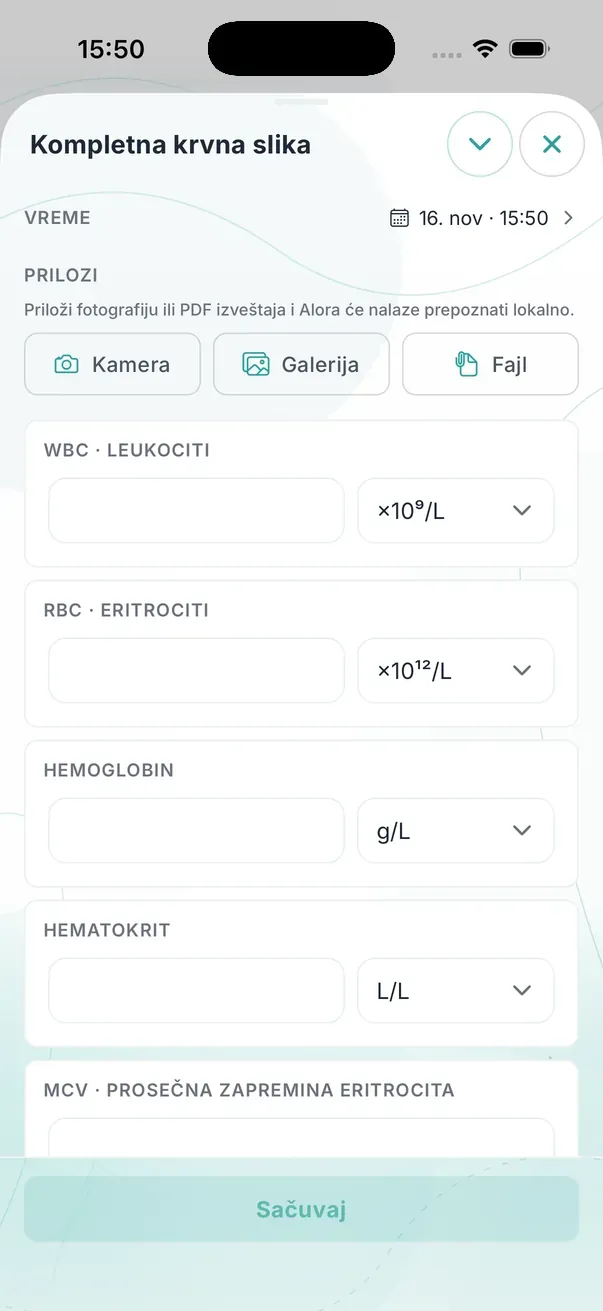 15:50
Kompletna krvna slika
VREME
16. nov · 15:50
PRILOZI
Priloži fotografiju ili PDF izveštaja i Alora će nalaze prepoznati lokalno.
Kamera
Galerija
Fajl
WBC · LEUKOCITI
×10⁹/L
RBC · ERITROCITI
×10¹²/L
HEMOGLOBIN
g/L
HEMATOKRIT
L/L
MCV · PROSEČNA ZAPREMINA ERITROCITA
Sačuvaj